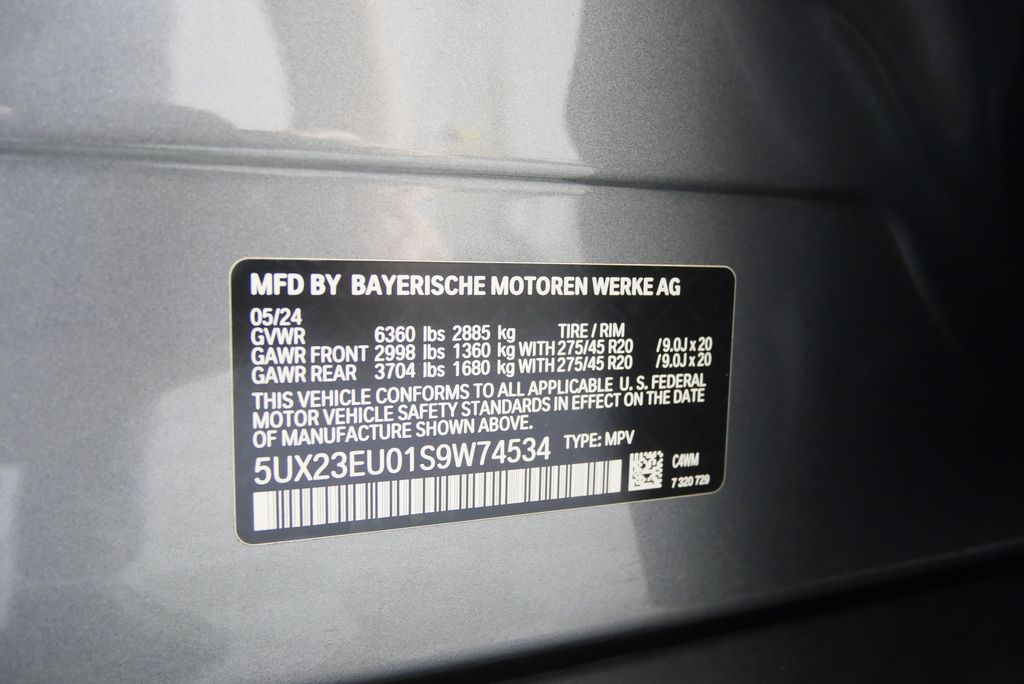 MFD BY BAYERISCHE MOTOREN WERKE AG
05/24
GVWR 6360 lbs 2885 kg TIRE / RIM
GAWR FRONT 2998 lbs 1360 kg WITH 275/45 R20 /9.0J x 20
GAWR REAR 3704 lbs 1680 kg WITH 275/45 R20 /9.0J x 20
THIS VEHICLE CONFORMS TO ALL APPLICABLE U. S. FEDERAL
MOTOR VEHICLE SAFETY STANDARDS IN EFFECT ON THE DATE
OF MANUFACTURE SHOWN ABOVE.
5UX23EU01S9W74534 TYPE: MPV
C4WM
7 320 729